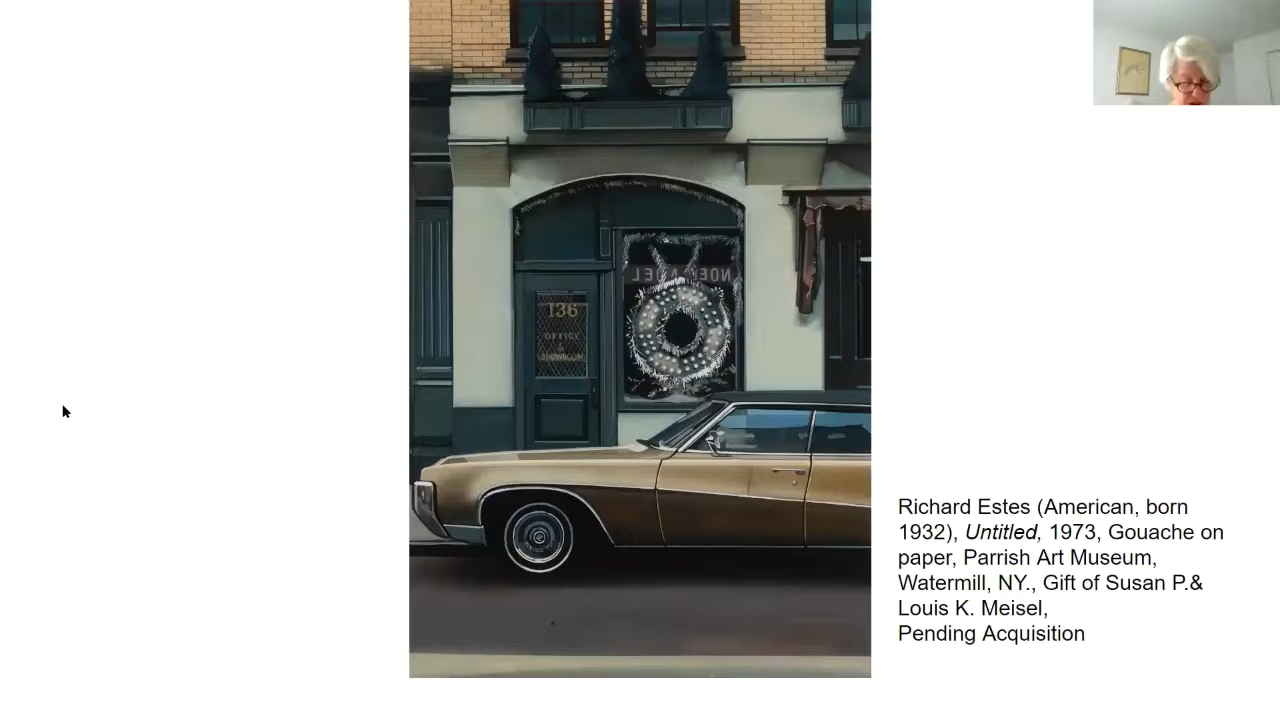 NOEL NOEL
136
OFFICE
&
SHOWROOM
Richard Estes (American, born
1932), Untitled, 1973, Gouache on
paper, Parrish Art Museum,
Watermill, NY., Gift of Susan P.&
Louis K. Meisel,
Pending Acquisition